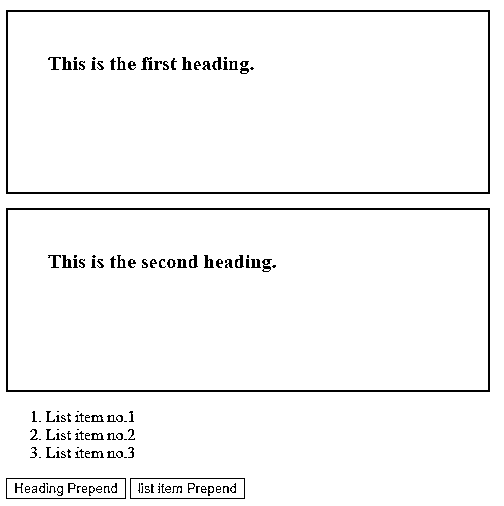 This is the first heading.
This is the second heading.
1. List item no.1
2. List item no.2
3. List item no.3
Heading Prepend list item Prepend